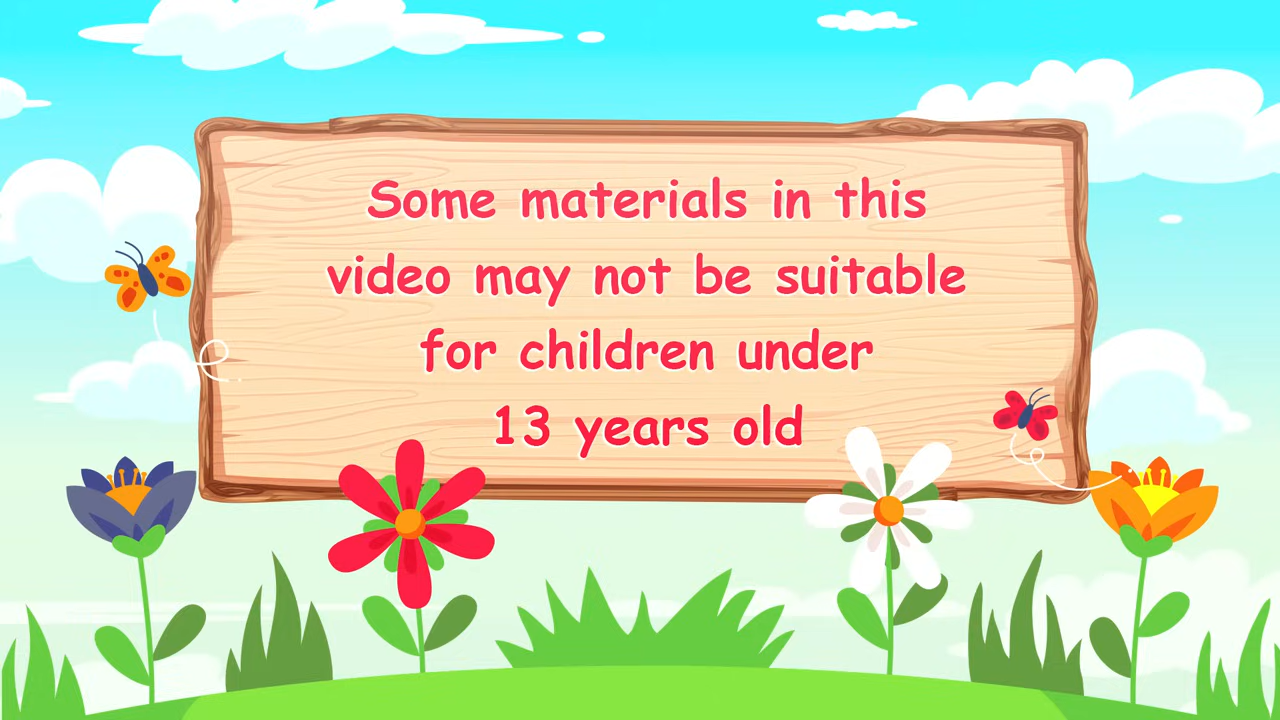 Some materials in this
video may not be suitable
for children under
13 years old